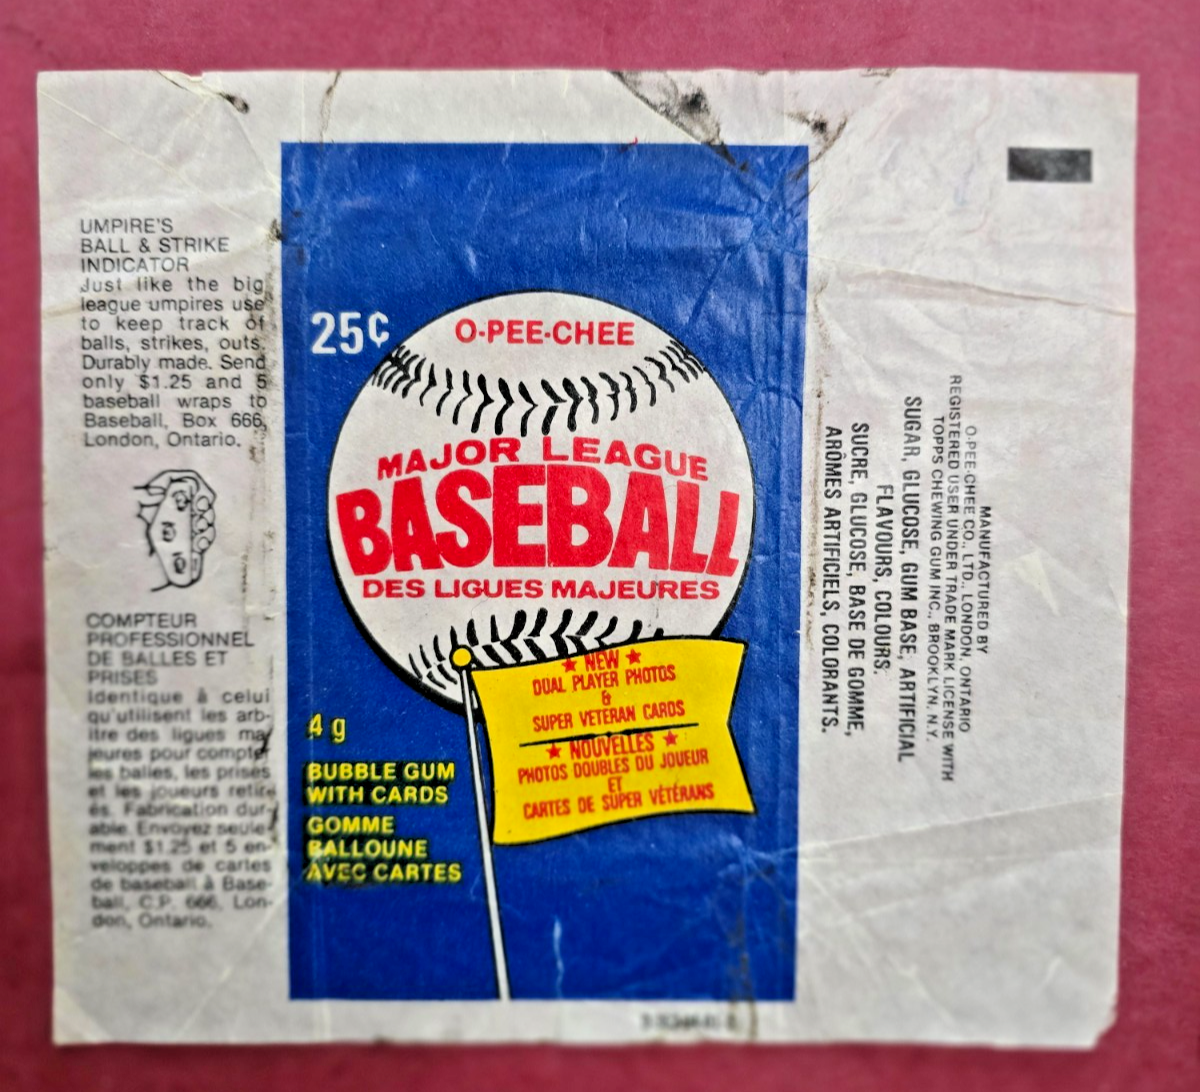 UMPIRE'S
BALL & STRIKE
INDICATOR
Just like the big
league umpires use
to keep track of
balls, strikes, outs.
Durably made. Send
only $1.25 and 5
baseball wraps to
Baseball, Box 666,
London, Ontario.
COMPTEUR
PROFESSIONNEL
DE BALLES ET
PRISES
Identique à celui
qu'utilisent les arb-
itre des ligues ma
jeures pour compter
les balles, les prises
et les joueurs retir-
és. Fabrication dur-
able. Envoyez seule-
ment $1.25 et 5 en-
veloppes de cartes
de baseball à Base-
ball, C.P. 666, Lon-
don, Ontario.
25¢
O-PEE-CHEE
MAJOR LEAGUE
BASEBALL
DES LIGUES MAJEURES
★ NEW ★
DUAL PLAYER PHOTOS
&
SUPER VETERAN CARDS
★ NOUVELLES ★
PHOTOS DOUBLES DU JOUEUR
ET
CARTES DE SUPER VÉTÉRANS
4 g
BUBBLE GUM
WITH CARDS
GOMME
BALLOUNE
AVEC CARTES
MANUFACTURED BY
O-PEE-CHEE CO., LTD., LONDON, ONTARIO
REGISTERED USER UNDER TRADE MARK LICENSE WITH
TOPPS CHEWING GUM INC., BROOKLYN, N.Y.
SUGAR, GLUCOSE, GUM BASE, ARTIFICIAL
FLAVOURS, COLOURS.
SUCRE, GLUCOSE, BASE DE GOMME,
ARÔMES ARTIFICIELS, COLORANTS.